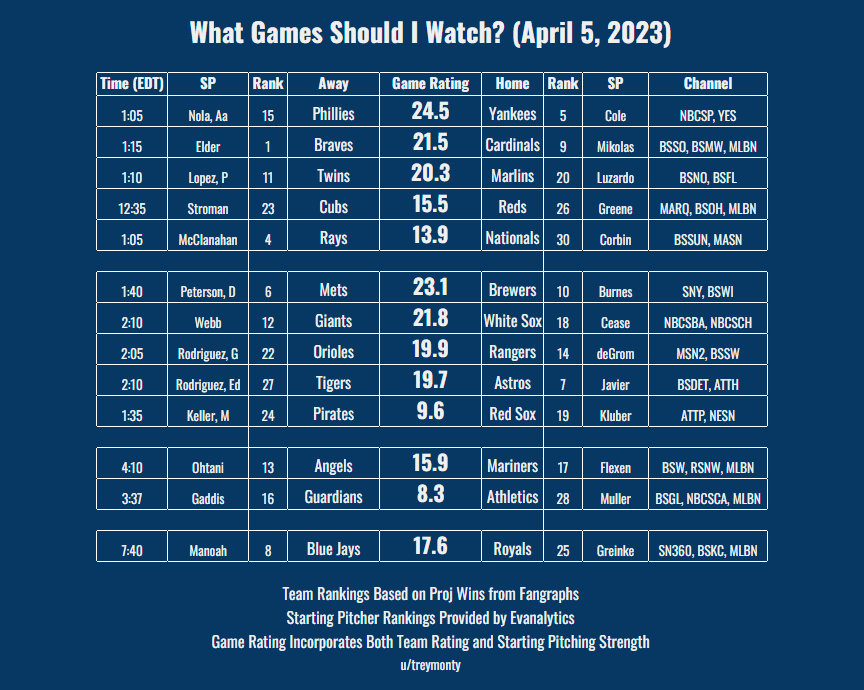 What Games Should I Watch? (April 5, 2023)
Time (EDT) SP Rank Away Game Rating Home Rank SP Channel
1:05 Nola, Aa 15 Phillies 24.5 Yankees 5 Cole NBCSP, YES
1:15 Elder 1 Braves 21.5 Cardinals 9 Mikolas BSSO, BSMW, MLBN
1:10 Lopez, P 11 Twins 20.3 Marlins 20 Luzardo BSNO, BSFL
12:35 Stroman 23 Cubs 15.5 Reds 26 Greene MARQ, BSOH, MLBN
1:05 McClanahan 4 Rays 13.9 Nationals 30 Corbin BSSUN, MASN
1:40 Peterson, D 6 Mets 23.1 Brewers 10 Burnes SNY, BSWI
2:10 Webb 12 Giants 21.8 White Sox 18 Cease NBCSBA, NBCSCH
2:05 Rodriguez, G 22 Orioles 19.9 Rangers 14 deGrom MSN2, BSSW
2:10 Rodriguez, Ed 27 Tigers 19.7 Astros 7 Javier BSDET, ATTH
1:35 Keller, M 24 Pirates 9.6 Red Sox 19 Kluber ATTP, NESN
4:10 Ohtani 13 Angels 15.9 Mariners 17 Flexen BSW, RSNW, MLBN
3:37 Gaddis 16 Guardians 8.3 Athletics 28 Muller BSGL, NBCSCA, MLBN
7:40 Manoah 8 Blue Jays 17.6 Royals 25 Greinke SN360, BSKC, MLBN
Team Rankings Based on Proj Wins from Fangraphs
Starting Pitcher Rankings Provided by Evanalytics
Game Rating Incorporates Both Team Rating and Starting Pitching Strength
u/treymonty